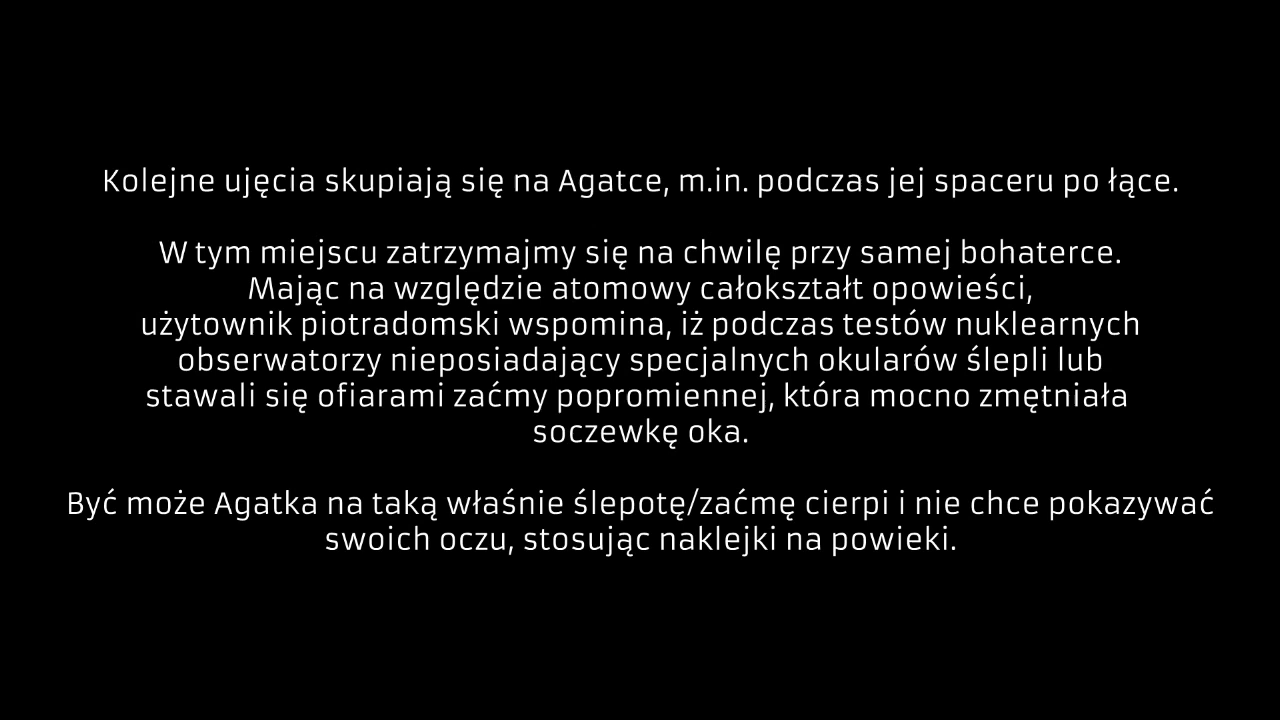 Kolejne ujęcia skupiają się na Agatce, m.in. podczas jej spaceru po łące.
W tym miejscu zatrzymajmy się na chwilę przy samej bohaterce.
Mając na względzie atomowy całokształt opowieści,
użytownik piotradomski wspomina, iż podczas testów nuklearnych
obserwatorzy nieposiadający specjalnych okularów ślepli lub
stawali się ofiarami zaćmy popromiennej, która mocno zmętniała
soczewkę oka.
Być może Agatka na taką właśnie ślepotę/zaćmę cierpi i nie chce pokazywać
swoich oczu, stosując naklejki na powieki.